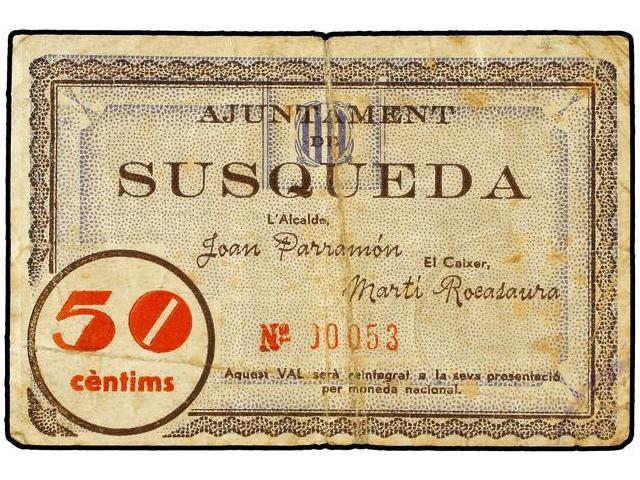 AJUNTAMENT
DE
SUSQUEDA
L'Alcalde,
Joan Parramón
El Caixer,
Martí Rocasaura
Nº 00053
50
cèntims
Aquest VAL serà reintegrat a la seva presentació
per moneda nacional.